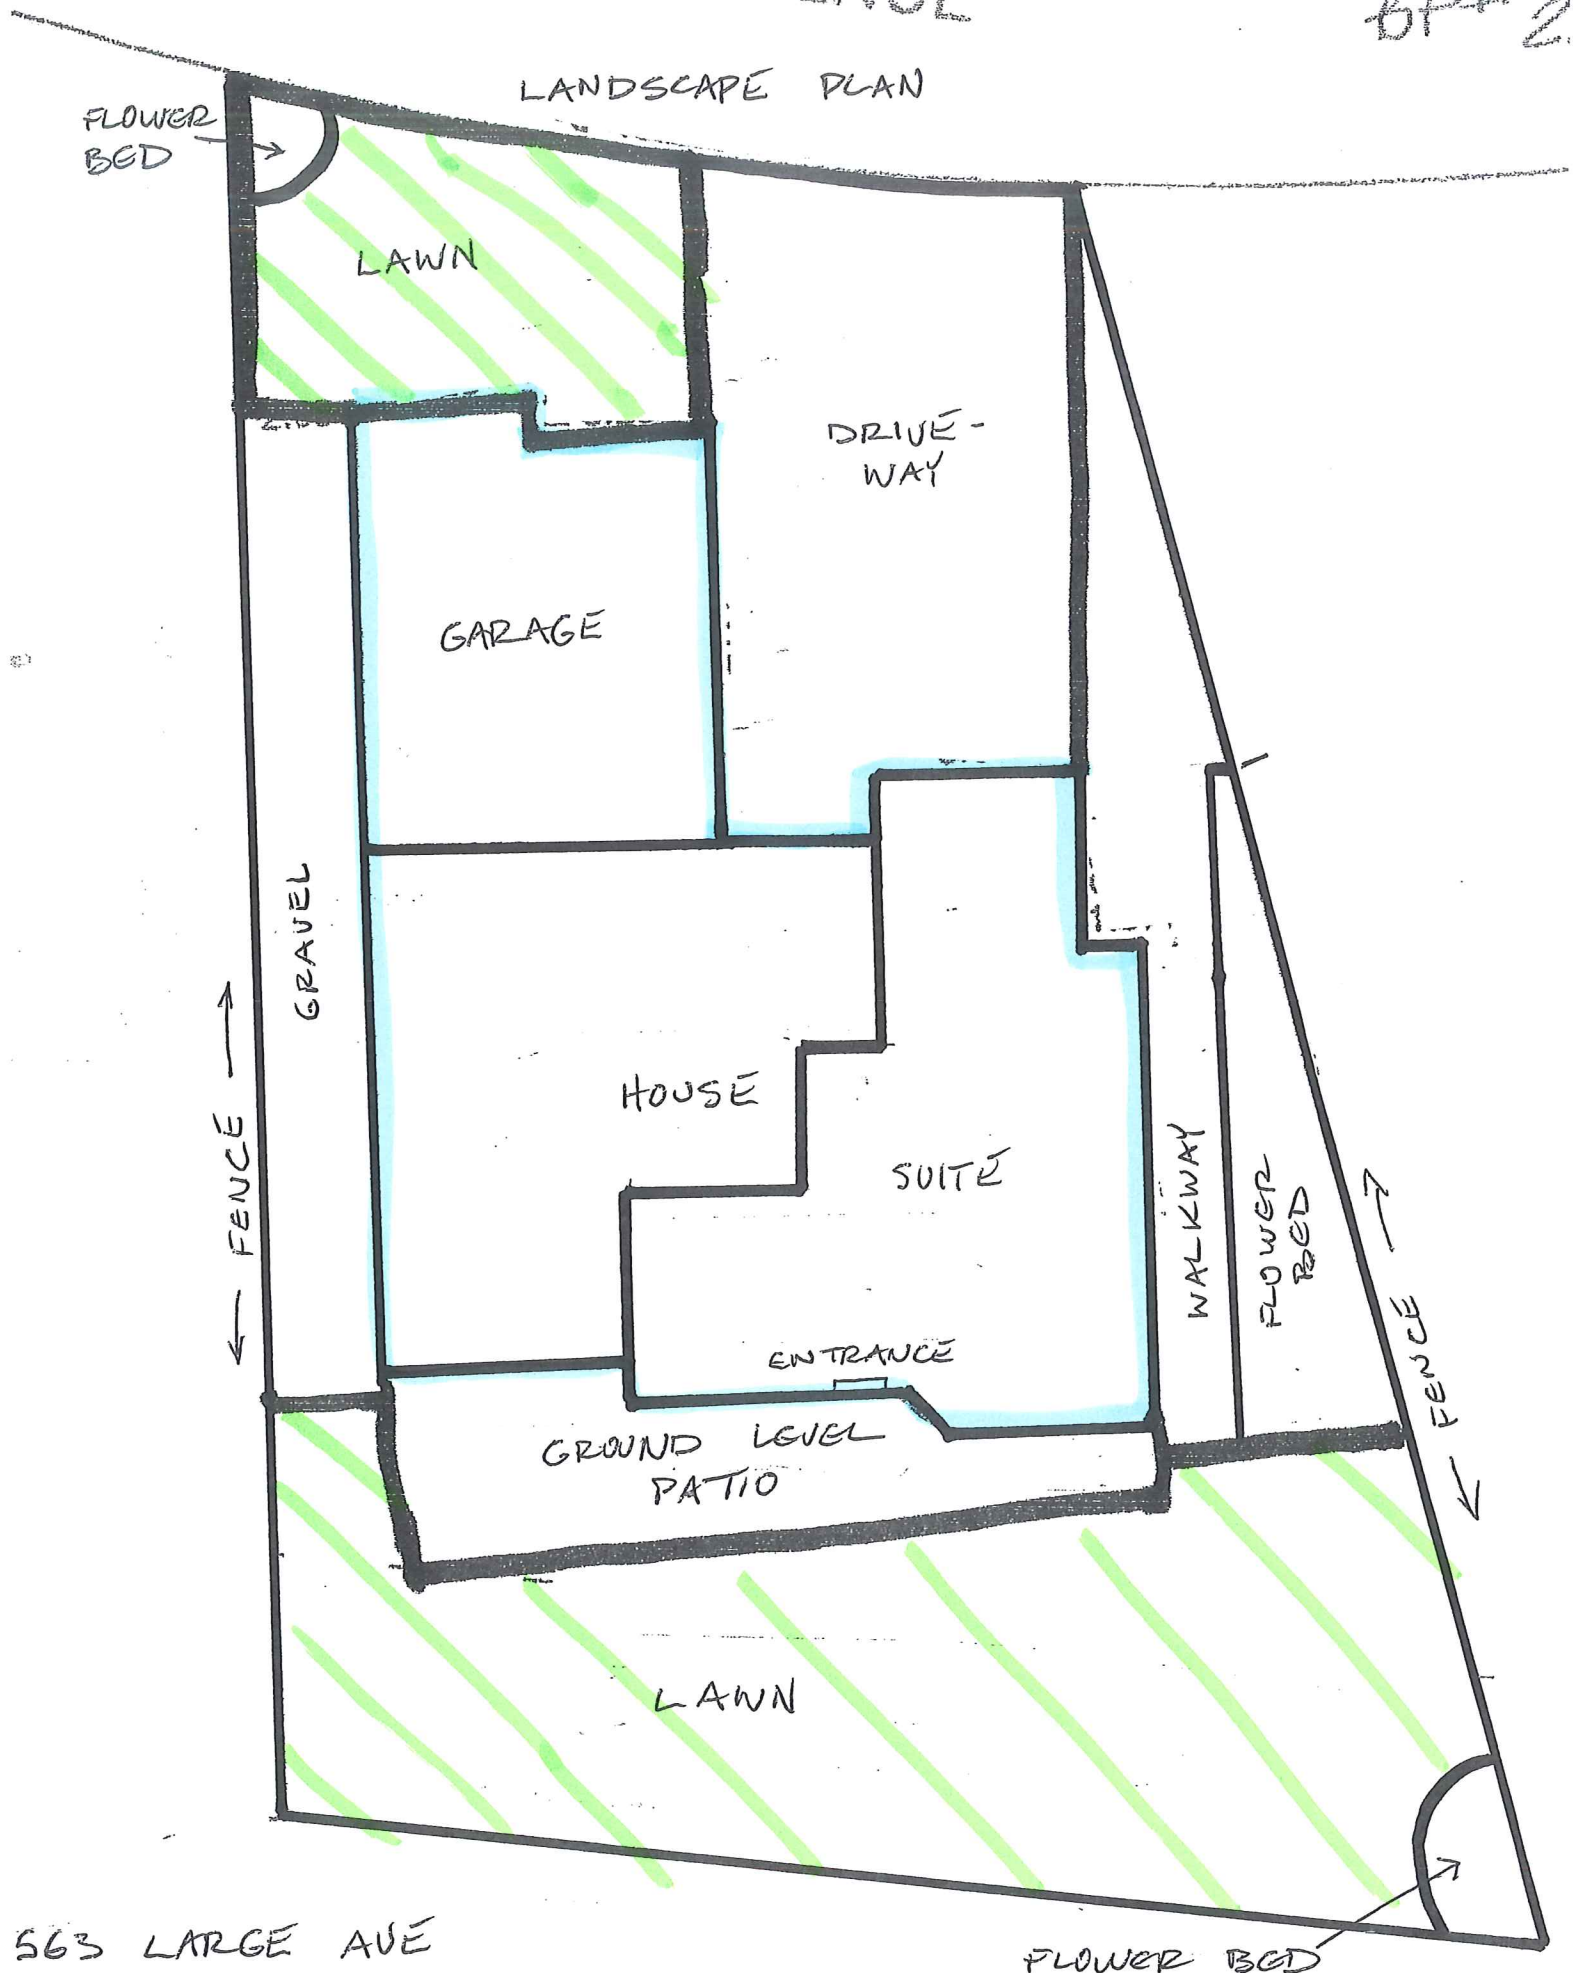 LANDSCAPE PLAN
FLOWER
BED
LAWN
DRIVE-
WAY
GARAGE
GRAVEL
HOUSE
SUITE
FENCE
WALKWAY
FLOWER
BED
FENCE
ENTRANCE
GROUND LEVEL
PATIO
LAWN
563 LARGE AVE
FLOWER BED